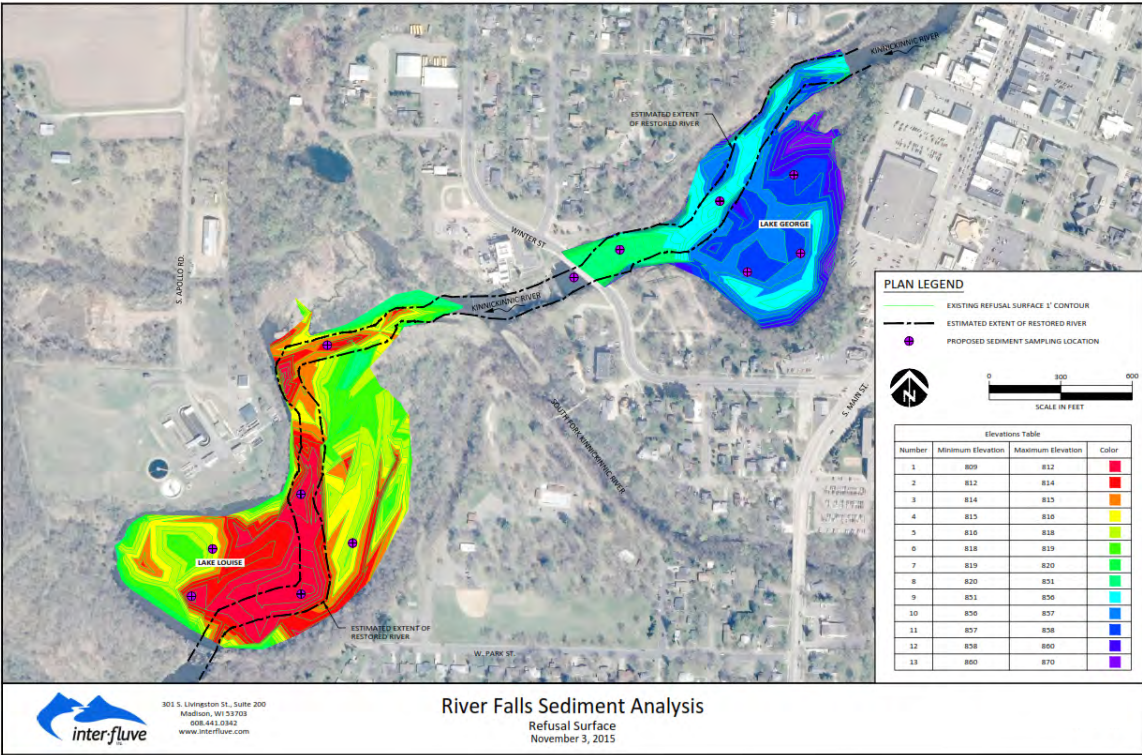 KINNICKINNIC RIVER
ESTIMATED EXTENT
OF RESTORED RIVER
LAKE GEORGE
WINTER ST.
S. APOLLO RD.
KINNICKINNIC RIVER
SOUTH FORK KINNICKINNIC RIVER
S. MAIN ST.
LAKE LOUISE
ESTIMATED EXTENT OF
RESTORED RIVER
W. PARK ST.
PLAN LEGEND
EXISTING REFUSAL SURFACE 1' CONTOUR
ESTIMATED EXTENT OF RESTORED RIVER
PROPOSED SEDIMENT SAMPLING LOCATION
N
0 300 600
SCALE IN FEET
Elevations Table
Number Minimum Elevation Maximum Elevation Color
1 809 812
2 812 814
3 814 815
4 815 816
5 816 818
6 818 819
7 819 820
8 820 851
9 851 856
10 856 857
11 857 858
12 858 860
13 860 870
inter-fluve
301 S. Livingston St., Suite 200
Madison, WI 53703
608.441.0342
www.interfluve.com
River Falls Sediment Analysis
Refusal Surface
November 3, 2015